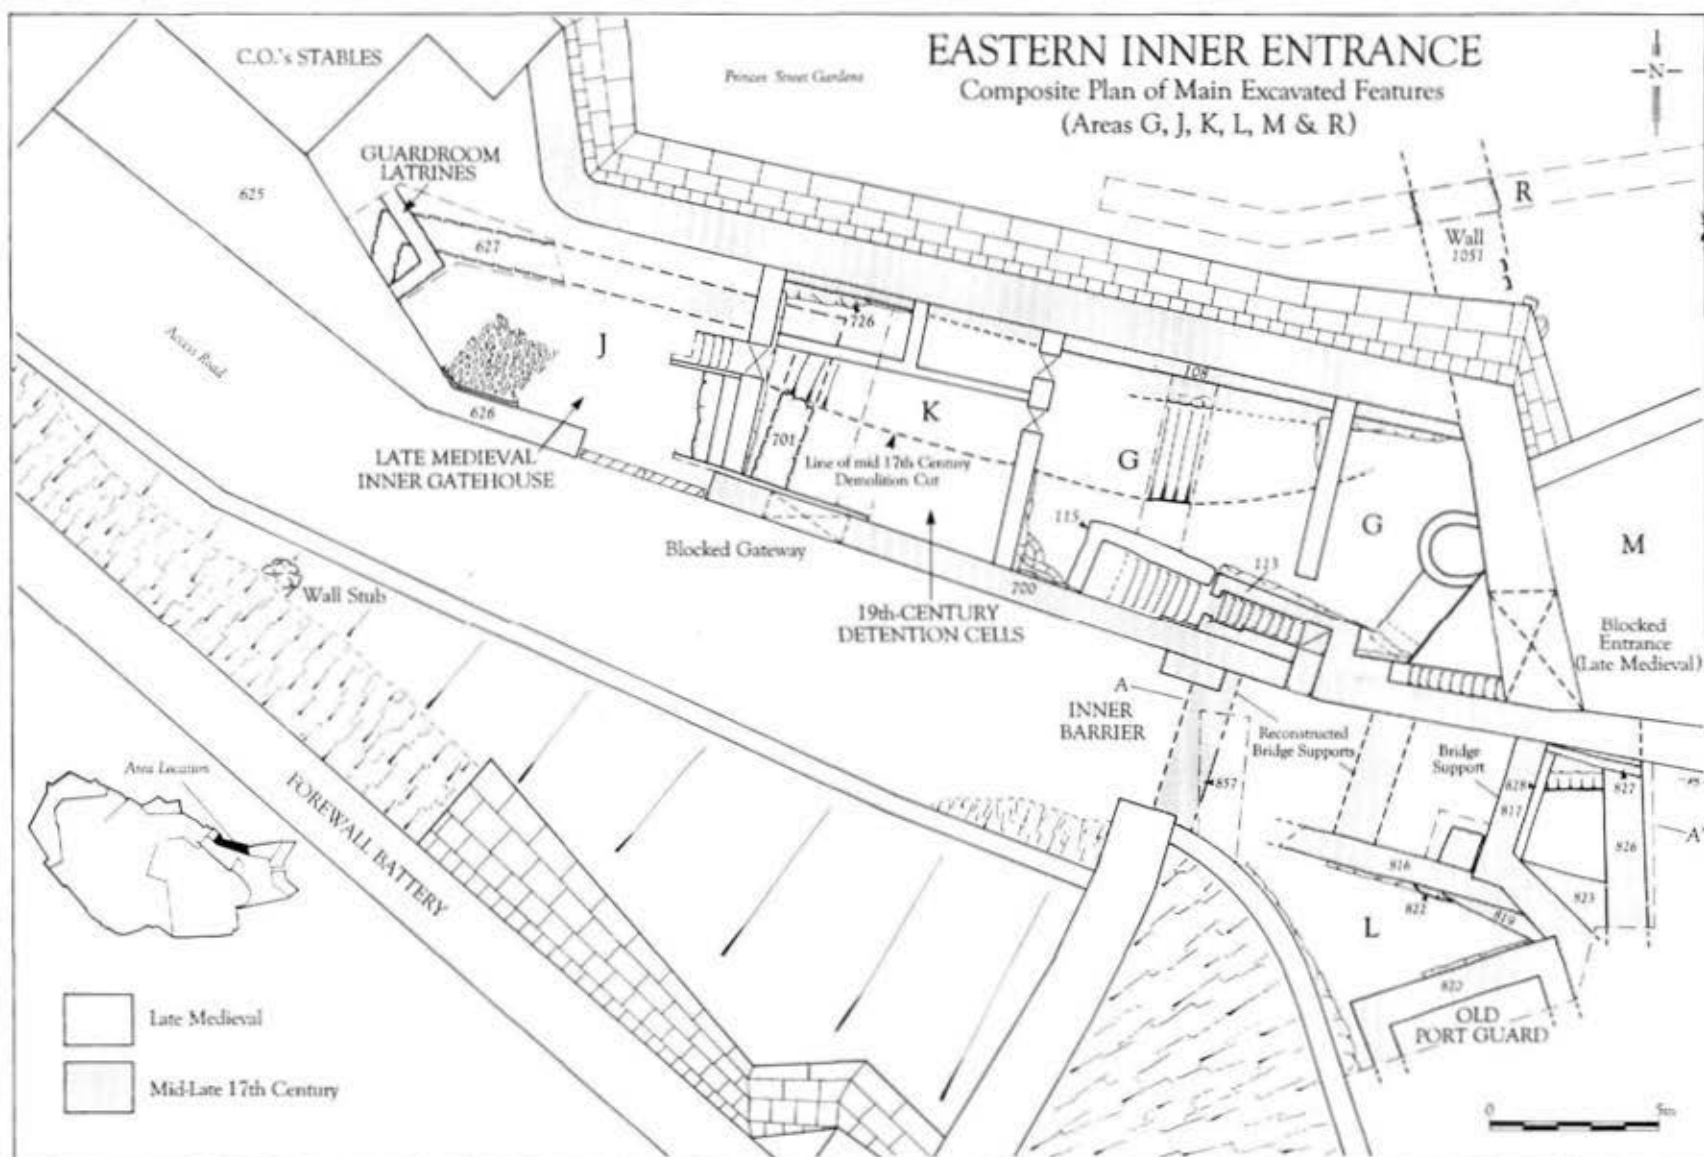 EASTERN INNER ENTRANCE
Composite Plan of Main Excavated Features
(Areas G, J, K, L, M & R)
N
C.O.'s STABLES
Princes Street Gardens
GUARDROOM
LATRINES
625
627
R
Wall
1051
Access Road
J
726
108
626
K
701
LATE MEDIEVAL
INNER GATEHOUSE
Line of mid 17th Century
Demolition Cut
G
G
M
115
113
Blocked Gateway
700
Wall Stub
19th-CENTURY
DETENTION CELLS
Blocked
Entrance
(Late Medieval)
A
INNER
BARRIER
Reconstructed
Bridge Supports
Bridge
Support
857
828
817
827
826
A'
Area Location
FOREWALL BATTERY
816
822
819
823
L
820
OLD
PORT GUARD
Late Medieval
Mid-Late 17th Century
0
5m